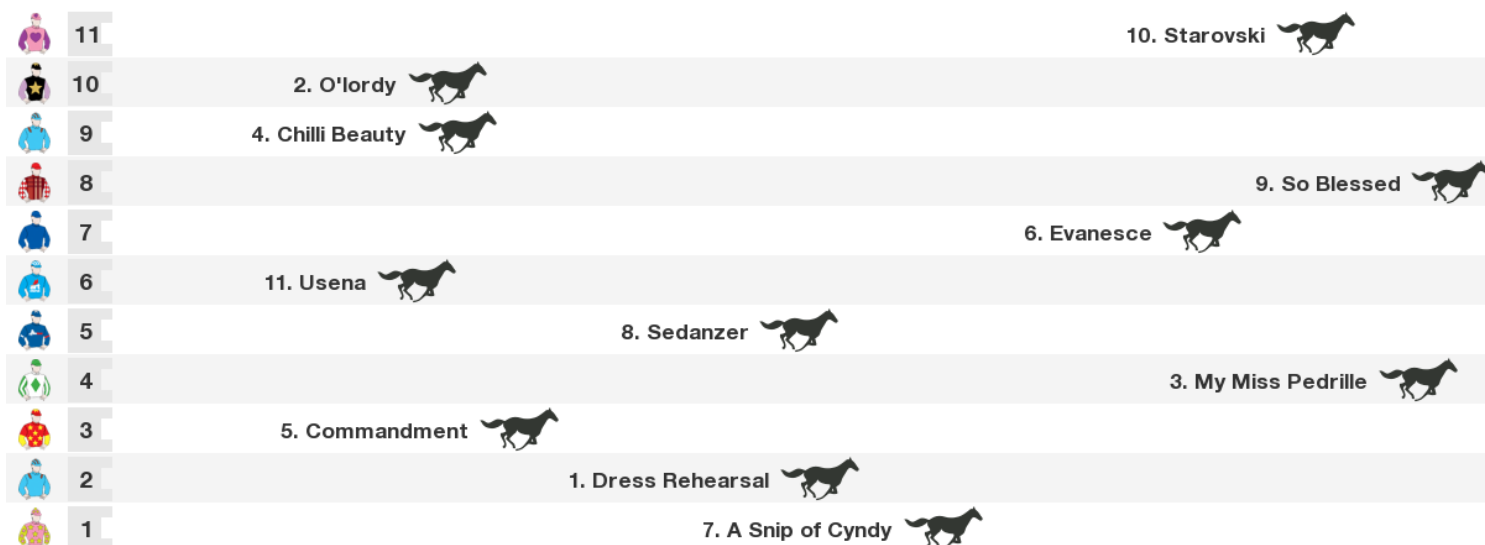 11 10. Starovski
10 2. O'lordy
9 4. Chilli Beauty
8 9. So Blessed
7 6. Evanesce
6 11. Usena
5 8. Sedanzer
4 3. My Miss Pedrille
3 5. Commandment
2 1. Dress Rehearsal
1 7. A Snip of Cyndy